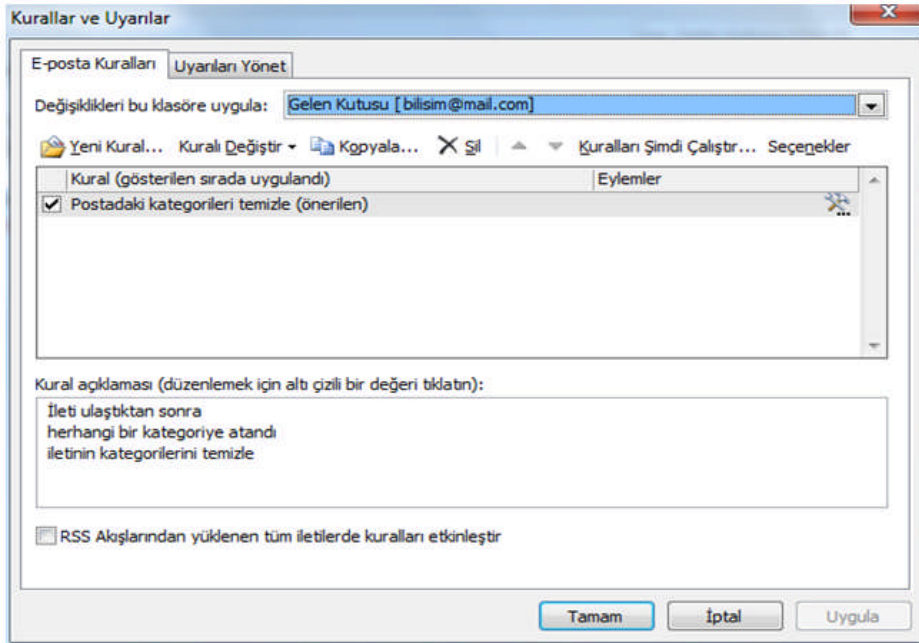 Kurallar ve Uyarılar
E-posta Kuralları Uyarıları Yönet
Değişiklikleri bu klasöre uygula: Gelen Kutusu [bilisim@mail.com]
Yeni Kural... Kuralı Değiştir Kopyala... Sil Kuralları Şimdi Çalıştır... Seçenekler
Kural (gösterilen sırada uygulandı) Eylemler
Postadaki kategorileri temizle (önerilen)
Kural açıklaması (düzenlemek için altı çizili bir değeri tıklatın):
İleti ulaştıktan sonra
herhangi bir kategoriye atandı
iletinin kategorilerini temizle
RSS Akışlarından yüklenen tüm iletilerde kuralları etkinleştir
Tamam İptal Uygula